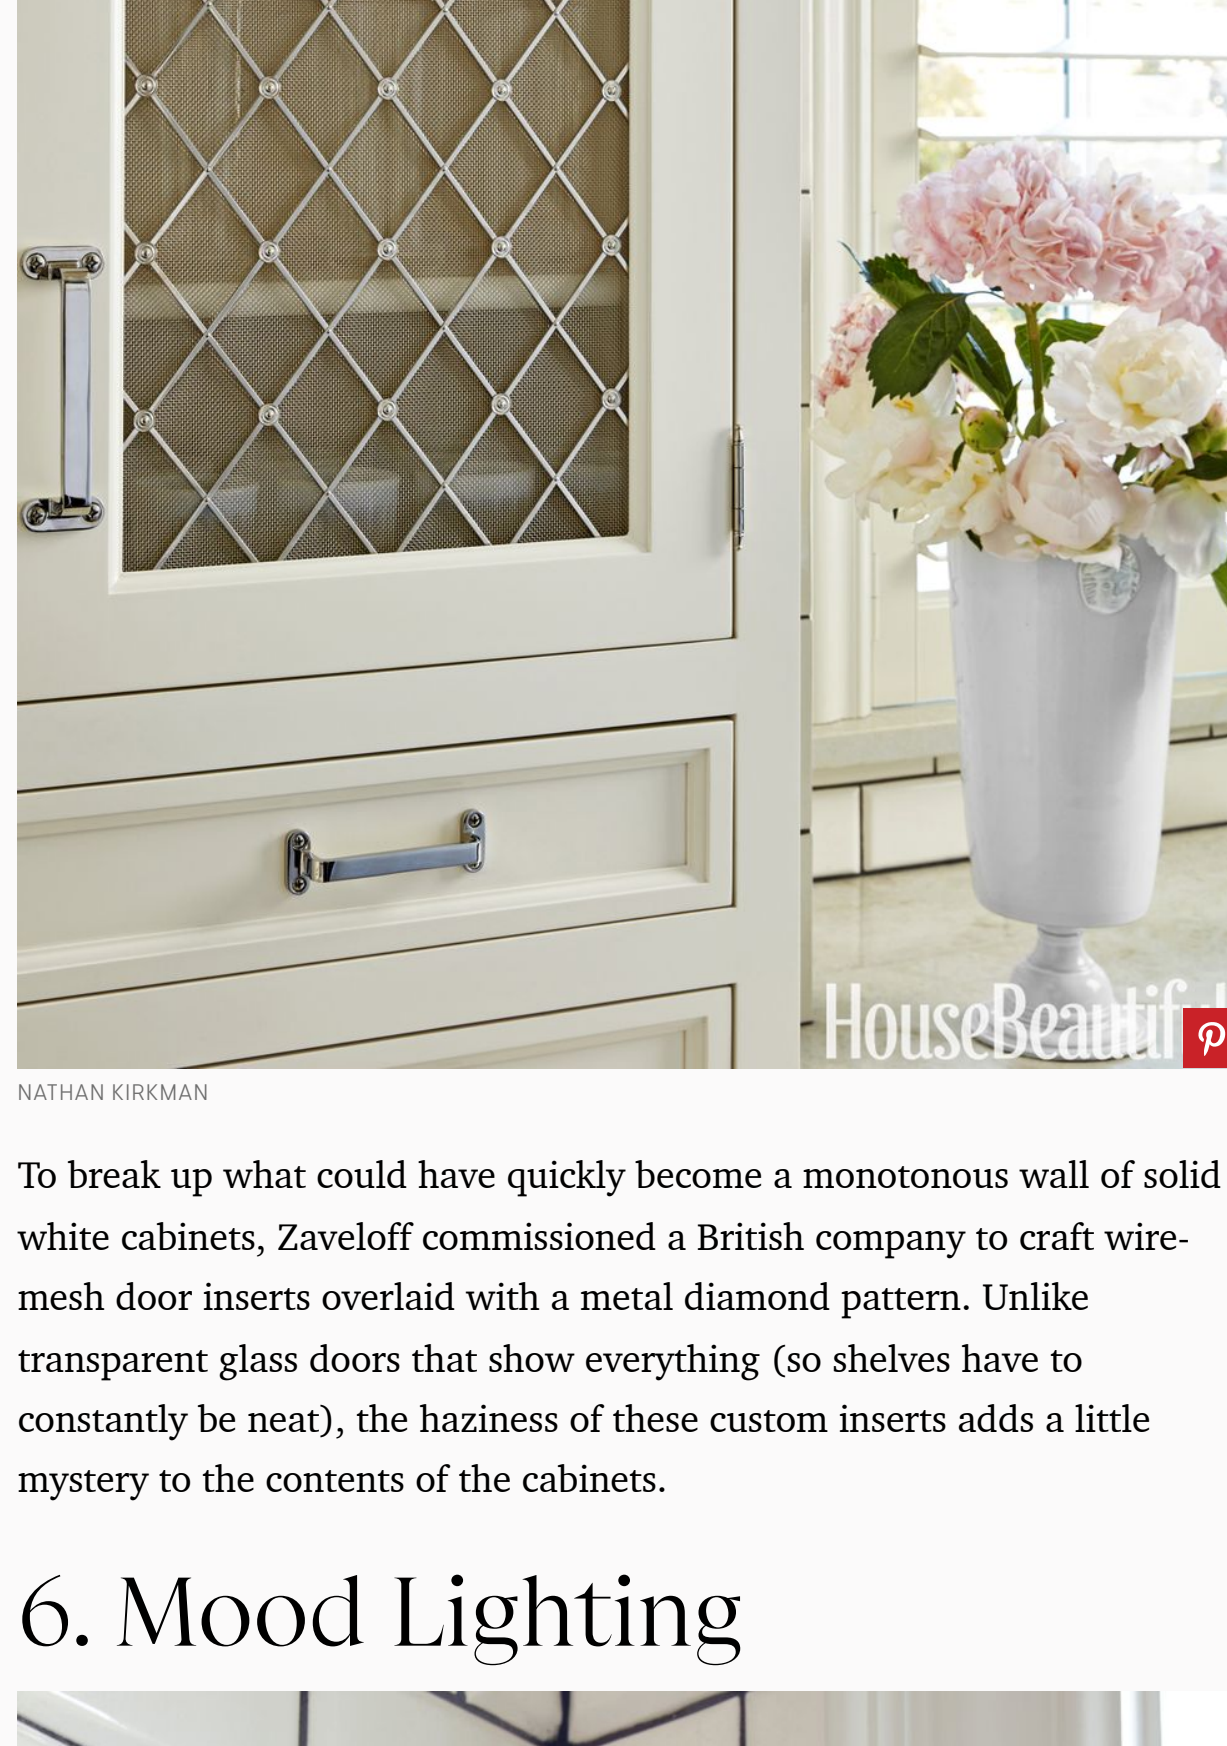 HouseBeautiful
NATHAN KIRKMAN
To break up what could have quickly become a monotonous wall of solid
white cabinets, Zaveloff commissioned a British company to craft wire-
mesh door inserts overlaid with a metal diamond pattern. Unlike
transparent glass doors that show everything (so shelves have to
constantly be neat), the haziness of these custom inserts adds a little
mystery to the contents of the cabinets.
6. Mood Lighting